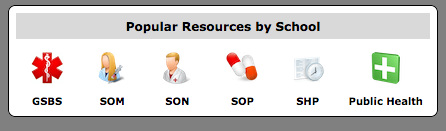 Popular Resources by School
GSBS SOM SON SOP SHP Public Health